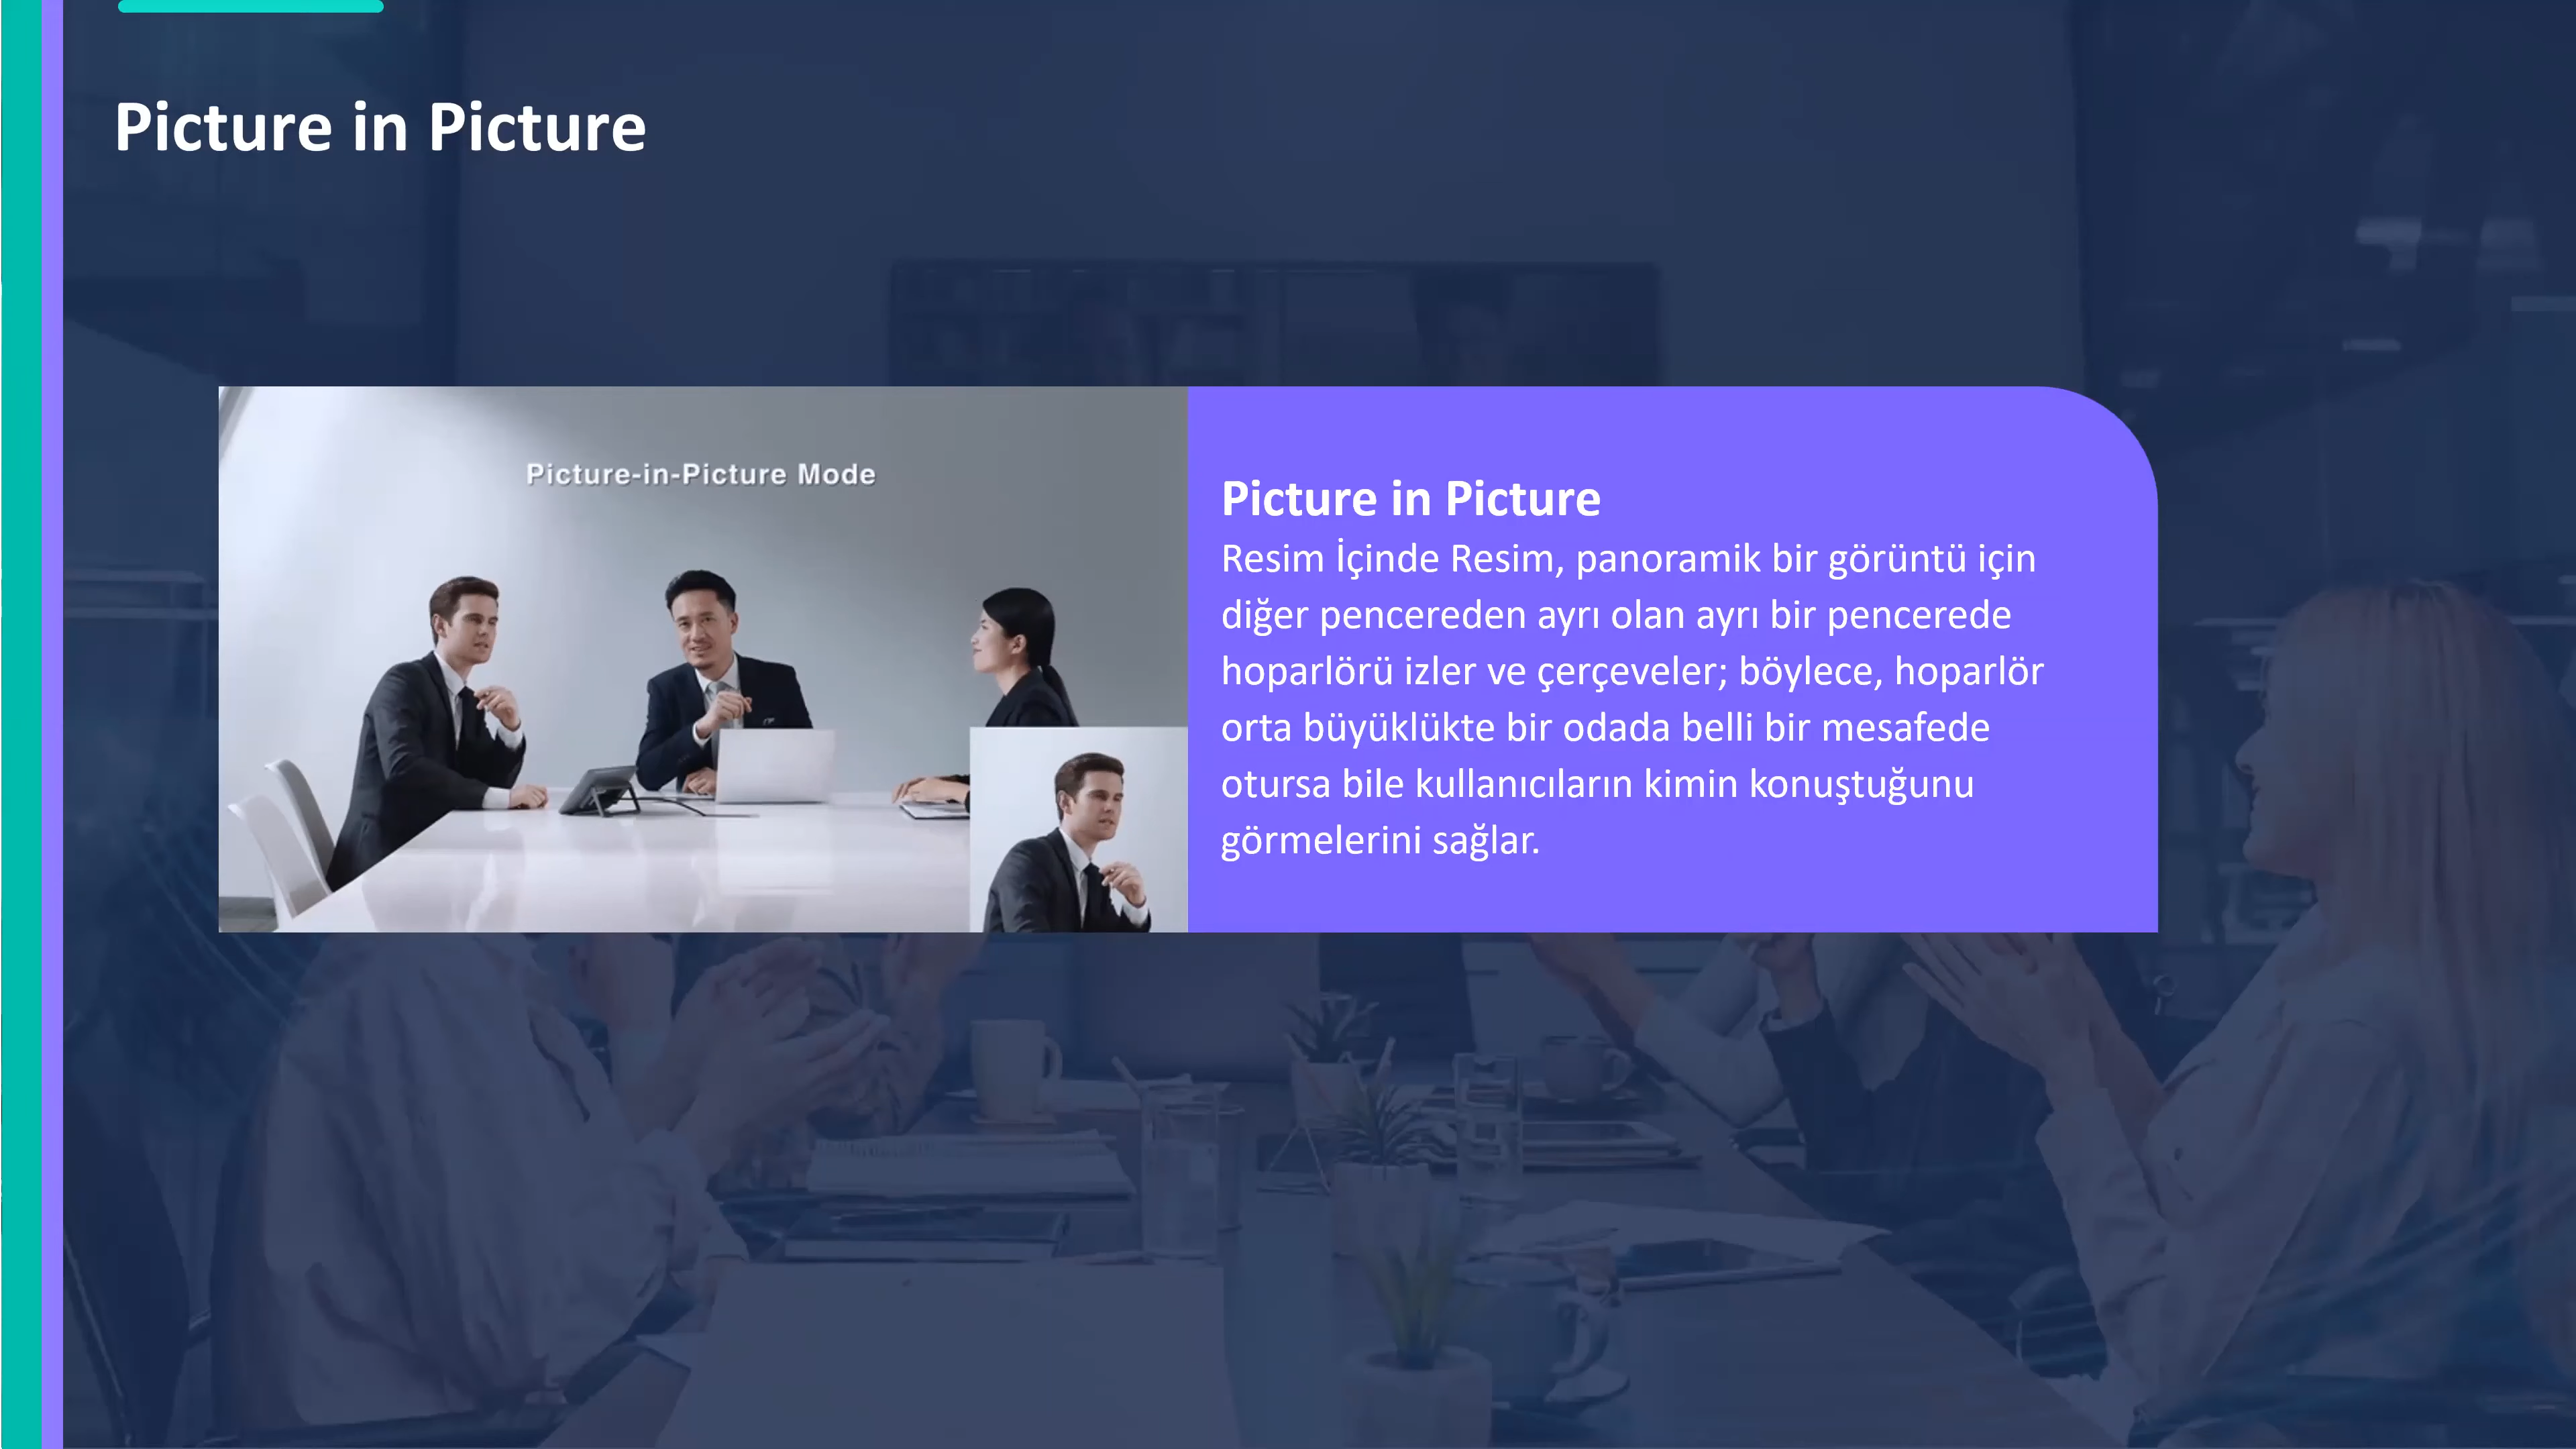 Picture in Picture
Picture-in-Picture Mode
Picture in Picture
Resim İçinde Resim, panoramik bir görüntü için
diğer pencereden ayrı olan ayrı bir pencerede
hoparlörü izler ve çerçeveler; böylece, hoparlör
orta büyüklükte bir odada belli bir mesafede
otursa bile kullanıcıların kimin konuştuğunu
görmelerini sağlar.